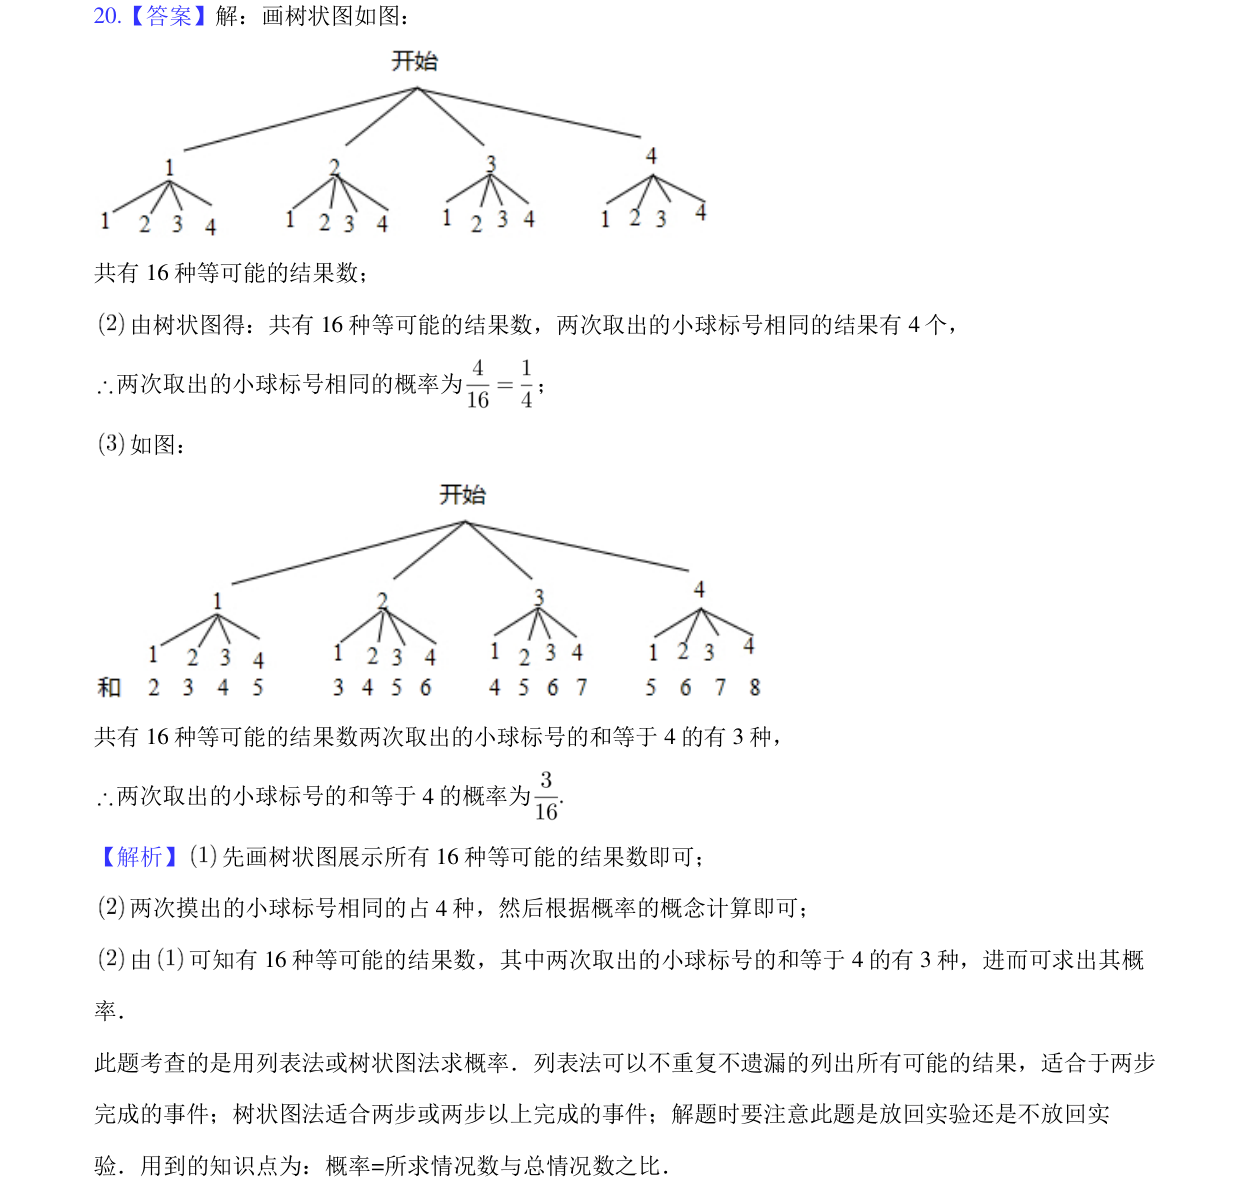 20.【答案】解：画树状图如图：
开始
1 2 3 4
1 2 3 4 1 2 3 4 1 2 3 4 1 2 3 4
共有 16 种等可能的结果数；
(2)由树状图得：共有 16 种等可能的结果数，两次取出的小球标号相同的结果有 4 个，
∴两次取出的小球标号相同的概率为4/16 = 1/4；
(3)如图：
开始
1 2 3 4
1 2 3 4 1 2 3 4 1 2 3 4 1 2 3 4
和 2 3 4 5 3 4 5 6 4 5 6 7 5 6 7 8
共有 16 种等可能的结果数两次取出的小球标号的和等于 4 的有 3 种，
∴两次取出的小球标号的和等于 4 的概率为3/16.
【解析】(1)先画树状图展示所有 16 种等可能的结果数即可；
(2)两次摸出的小球标号相同的占 4 种，然后根据概率的概念计算即可；
(2)由(1)可知有 16 种等可能的结果数，其中两次取出的小球标号的和等于 4 的有 3 种，进而可求出其概
率．
此题考查的是用列表法或树状图法求概率．列表法可以不重复不遗漏的列出所有可能的结果，适合于两步
完成的事件；树状图法适合两步或两步以上完成的事件；解题时要注意此题是放回实验还是不放回实
验．用到的知识点为：概率=所求情况数与总情况数之比．